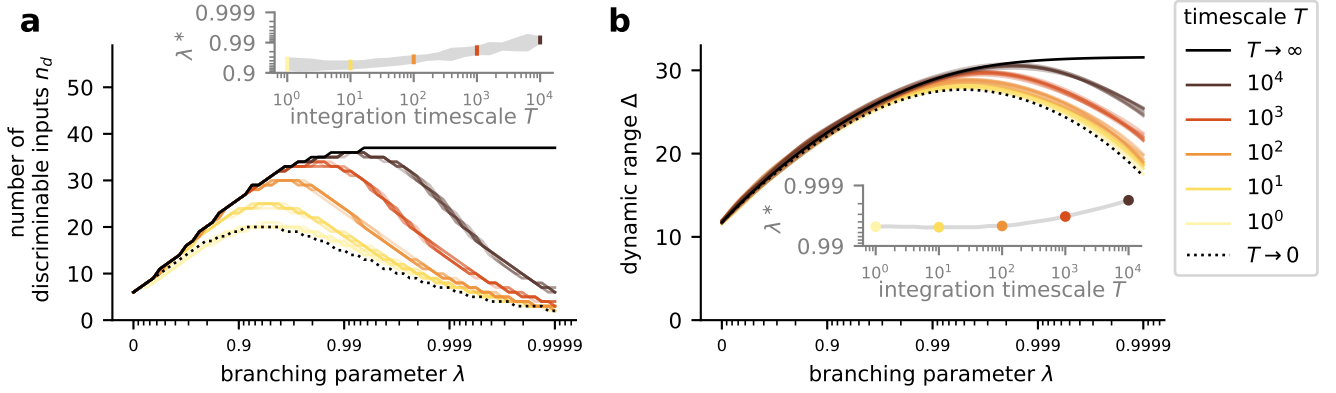 a
number of
discriminable inputs n_d
50
40
30
20
10
0
0
0.9
0.99
0.999
0.9999
branching parameter λ
λ*
0.999
0.99
0.9
10⁰
10¹
10²
10³
10⁴
integration timescale T
b
dynamic range Δ
30
20
10
0
0
0.9
0.99
0.999
0.9999
branching parameter λ
λ*
0.999
0.99
10⁰
10¹
10²
10³
10⁴
integration timescale T
timescale T
T→∞
10⁴
10³
10²
10¹
10⁰
T→0